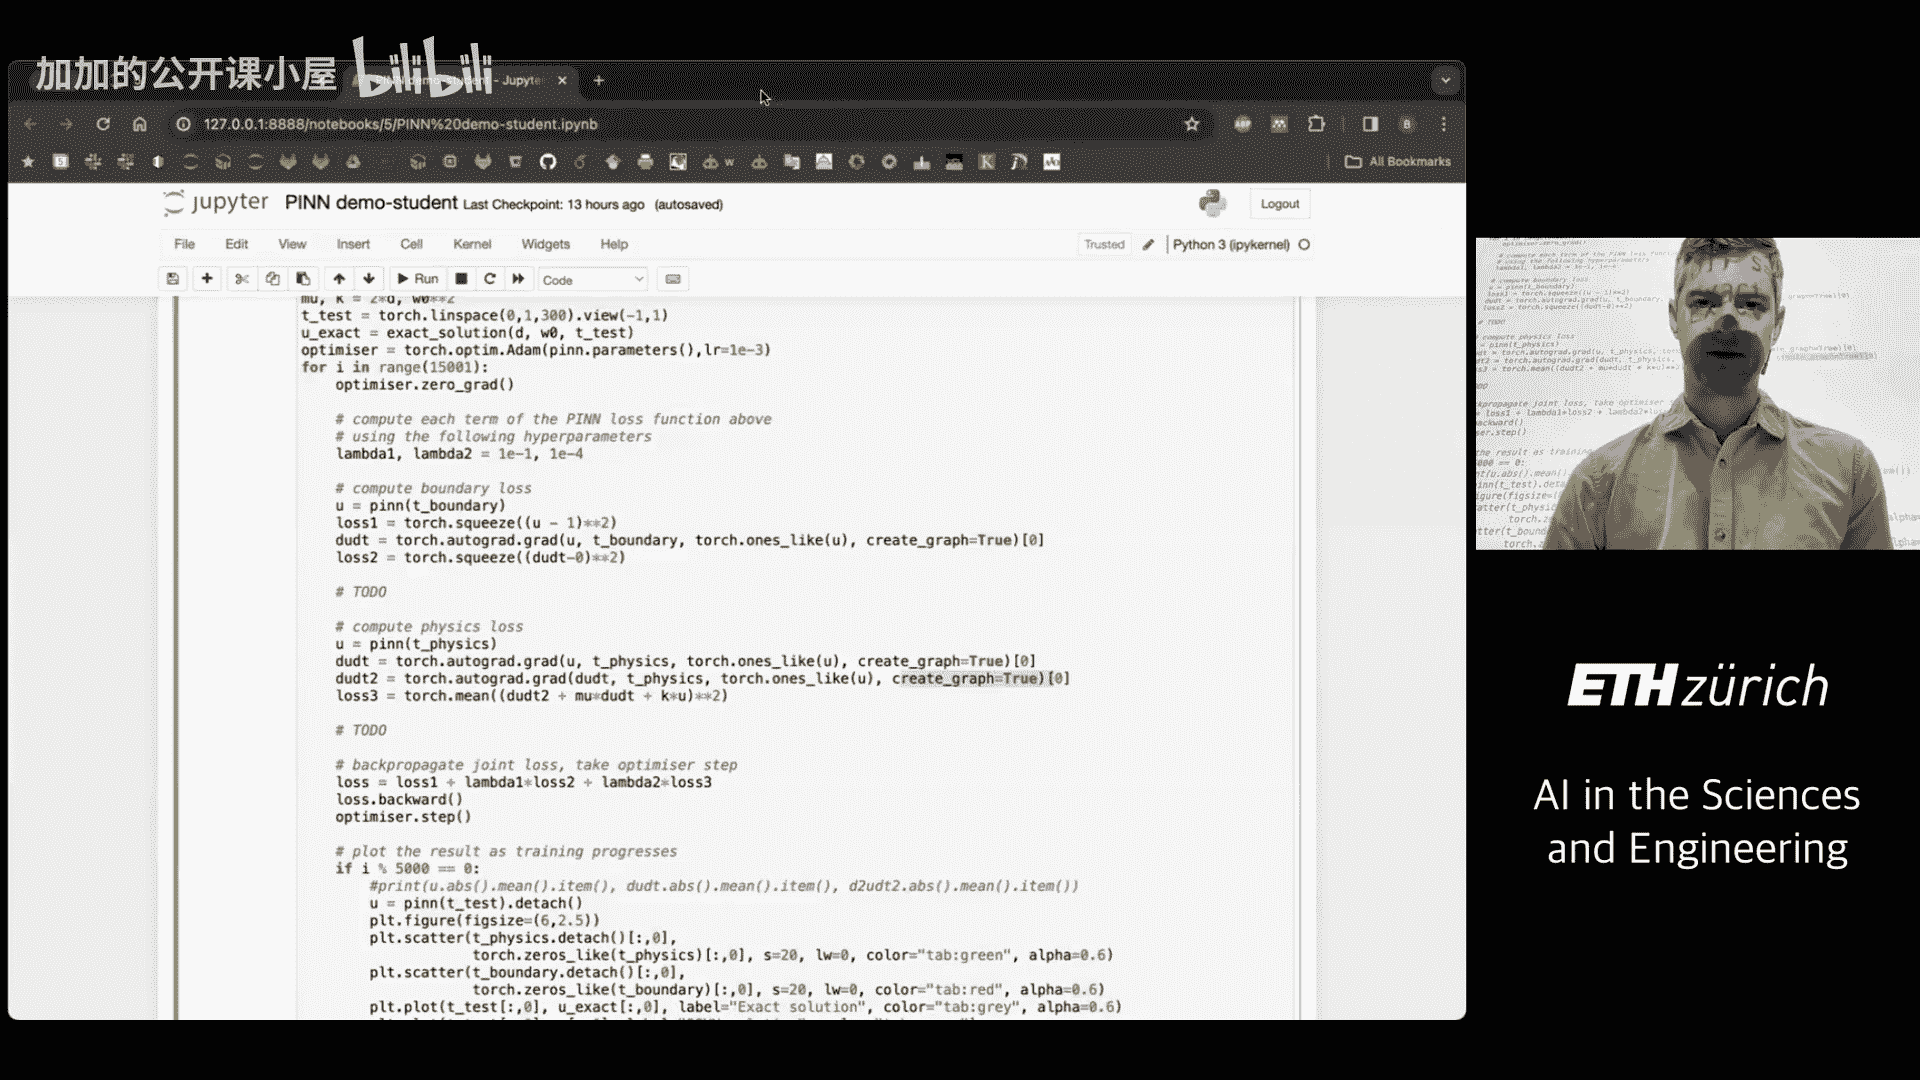 加加的公开课小屋 bilibili
- Jupyte
127.0.0.1:8888/notebooks/5/PINN%20demo-student.ipynb
All Bookmarks
jupyter PINN demo-student Last Checkpoint: 13 hours ago (autosaved)
Logout
File Edit View Insert Cell Kernel Widgets Help
Trusted Python 3 (ipykernel)
Run Code
mu, k = 2*d, w0**2
t_test = torch.linspace(0,1,300).view(-1,1)
u_exact = exact_solution(d, w0, t_test)
optimiser = torch.optim.Adam(pinn.parameters(),lr=1e-3)
for i in range(15001):
optimiser.zero_grad()
# compute each term of the PINN loss function above
# using the following hyperparameters
lambda1, lambda2 = 1e-1, 1e-4
# compute boundary loss
u = pinn(t_boundary)
loss1 = torch.squeeze((u - 1)**2)
dudt = torch.autograd.grad(u, t_boundary, torch.ones_like(u), create_graph=True)[0]
loss2 = torch.squeeze((dudt-0)**2)
# TODO
# compute physics loss
u = pinn(t_physics)
dudt = torch.autograd.grad(u, t_physics, torch.ones_like(u), create_graph=True)[0]
dudt2 = torch.autograd.grad(dudt, t_physics, torch.ones_like(u), create_graph=True)[0]
loss3 = torch.mean((dudt2 + mu*dudt + k*u)**2)
# TODO
# backpropagate joint loss, take optimiser step
loss = loss1 + lambda1*loss2 + lambda2*loss3
loss.backward()
optimiser.step()
# plot the result as training progresses
if i % 5000 == 0:
#print(u.abs().mean().item(), dudt.abs().mean().item(), d2udt2.abs().mean().item())
u = pinn(t_test).detach()
plt.figure(figsize=(6,2.5))
plt.scatter(t_physics.detach()[:,0],
torch.zeros_like(t_physics)[:,0], s=20, lw=0, color="tab:green", alpha=0.6)
plt.scatter(t_boundary.detach()[:,0],
torch.zeros_like(t_boundary)[:,0], s=20, lw=0, color="tab:red", alpha=0.6)
plt.plot(t_test[:,0], u_exact[:,0], label="Exact solution", color="tab:grey", alpha=0.6)
ETH zürich
AI in the Sciences
and Engineering